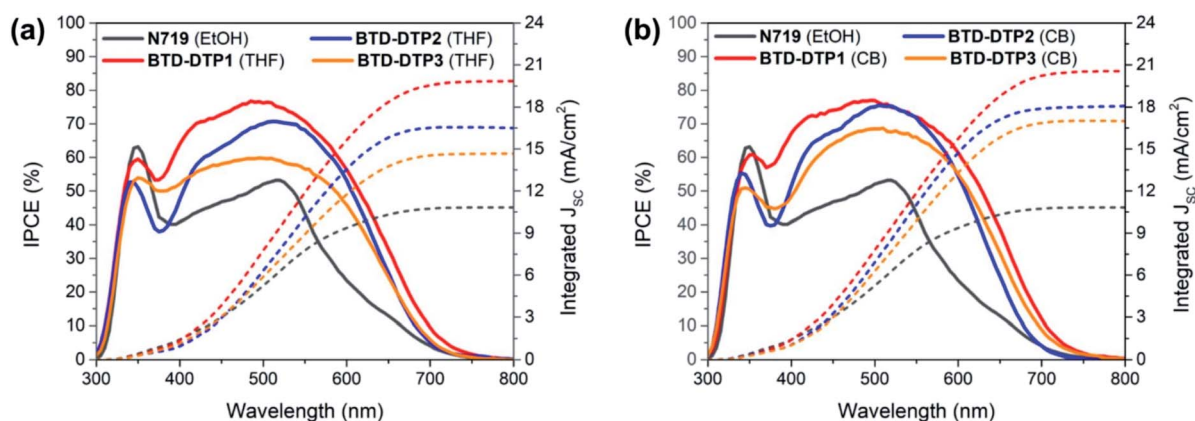 (a)
N719 (EtOH) BTD-DTP2 (THF)
BTD-DTP1 (THF) BTD-DTP3 (THF)
IPCE (%)
100
90
80
70
60
50
40
30
20
10
0
24
21
18
15
12
9
6
3
0
Integrated JSC (mA/cm²)
300 400 500 600 700 800
Wavelength (nm)
(b)
N719 (EtOH) BTD-DTP2 (CB)
BTD-DTP1 (CB) BTD-DTP3 (CB)
IPCE (%)
100
90
80
70
60
50
40
30
20
10
0
24
21
18
15
12
9
6
3
0
Integrated JSC (mA/cm²)
300 400 500 600 700 800
Wavelength (nm)